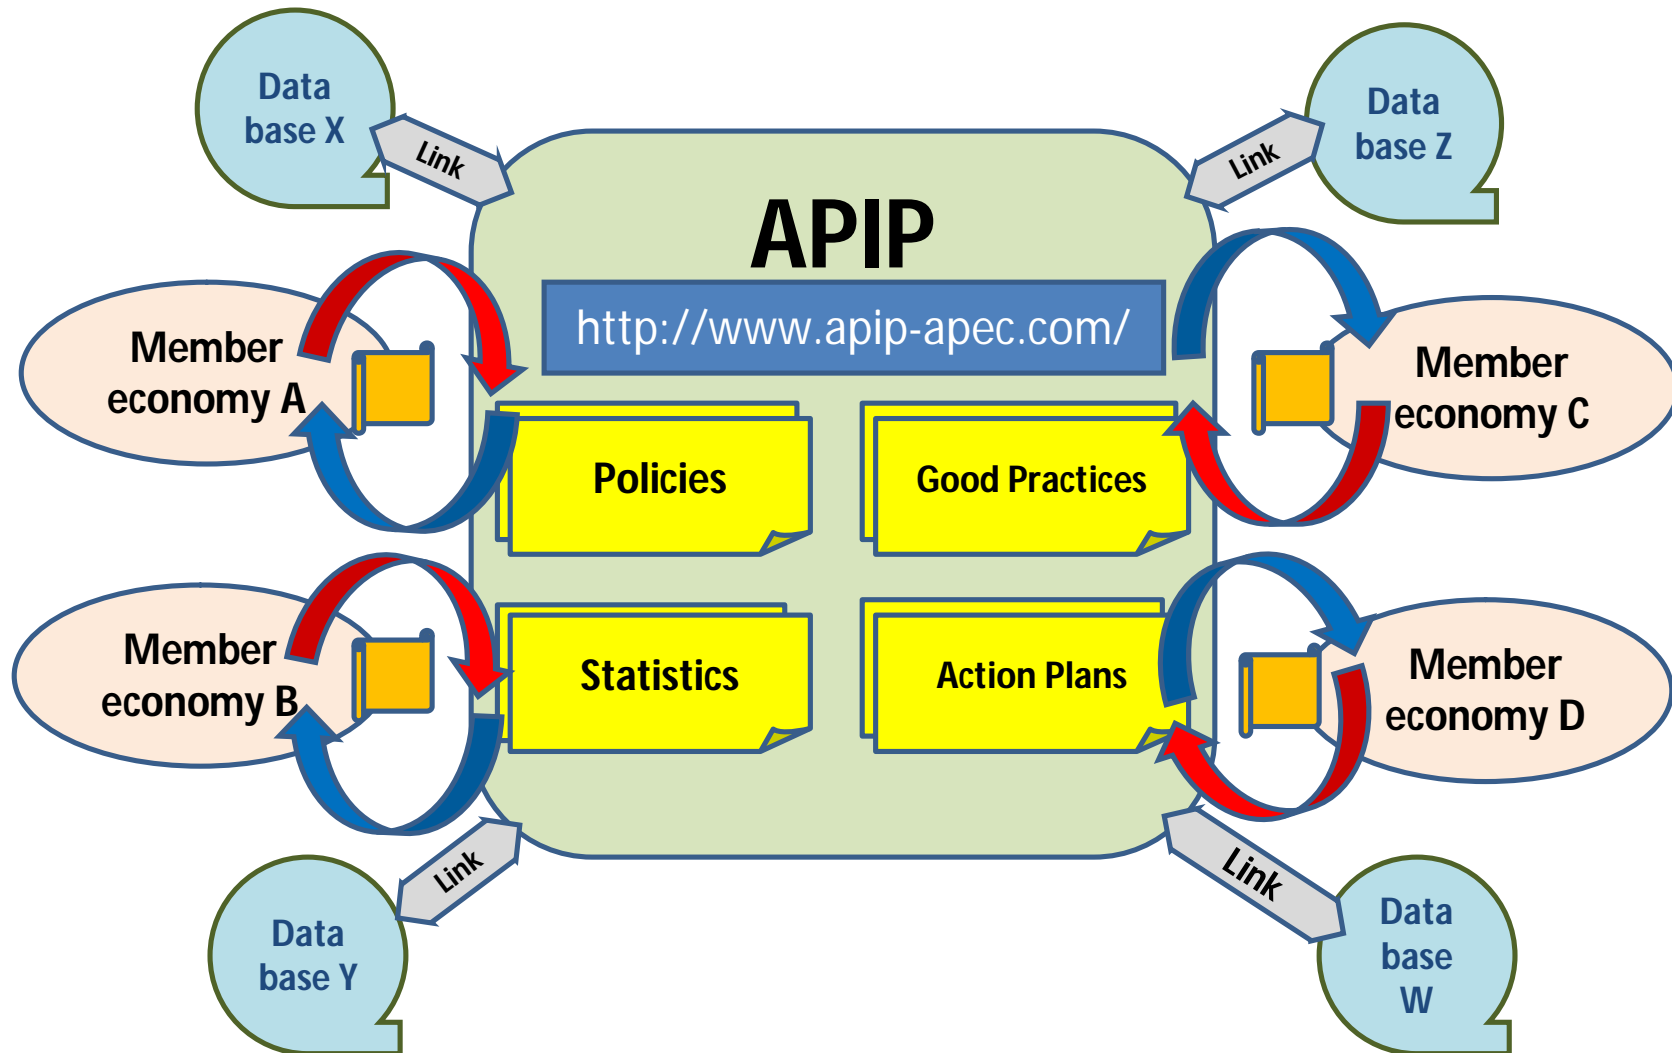 Data
base X
Link
Data
base Z
Link
APIP
http://www.apip-apec.com/
Member
economy A
Member
economy C
Policies
Good Practices
Member
economy B
Statistics
Action Plans
Member
economy D
Link
Data
base Y
Link
Data
base
W